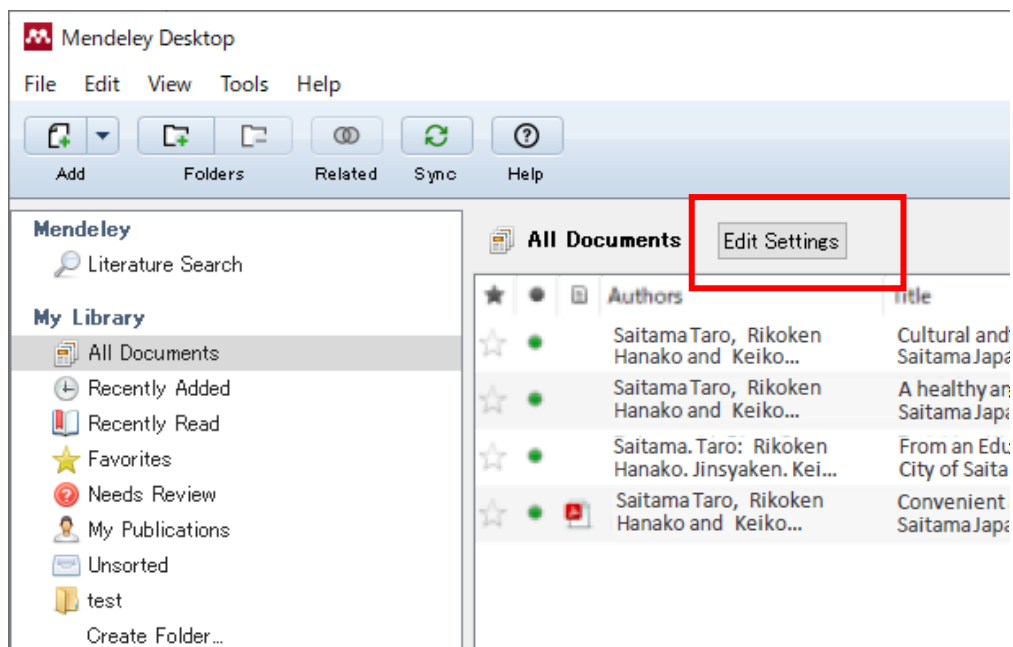 Mendeley Desktop
File Edit View Tools Help
Add Folders Related Sync Help
Mendeley
Literature Search
My Library
All Documents
Recently Added
Recently Read
Favorites
Needs Review
My Publications
Unsorted
test
Create Folder...
All Documents Edit Settings
Authors Title
Saitama Taro, Rikoken Cultural and
Hanako and Keiko... Saitama Japa
Saitama Taro, Rikoken A healthy an
Hanako and Keiko... Saitama Japa
Saitama. Taro: Rikoken From an Edu
Hanako. Jinsyaken. Kei... City of Saita
Saitama Taro, Rikoken Convenient
Hanako and Keiko... Saitama Japa